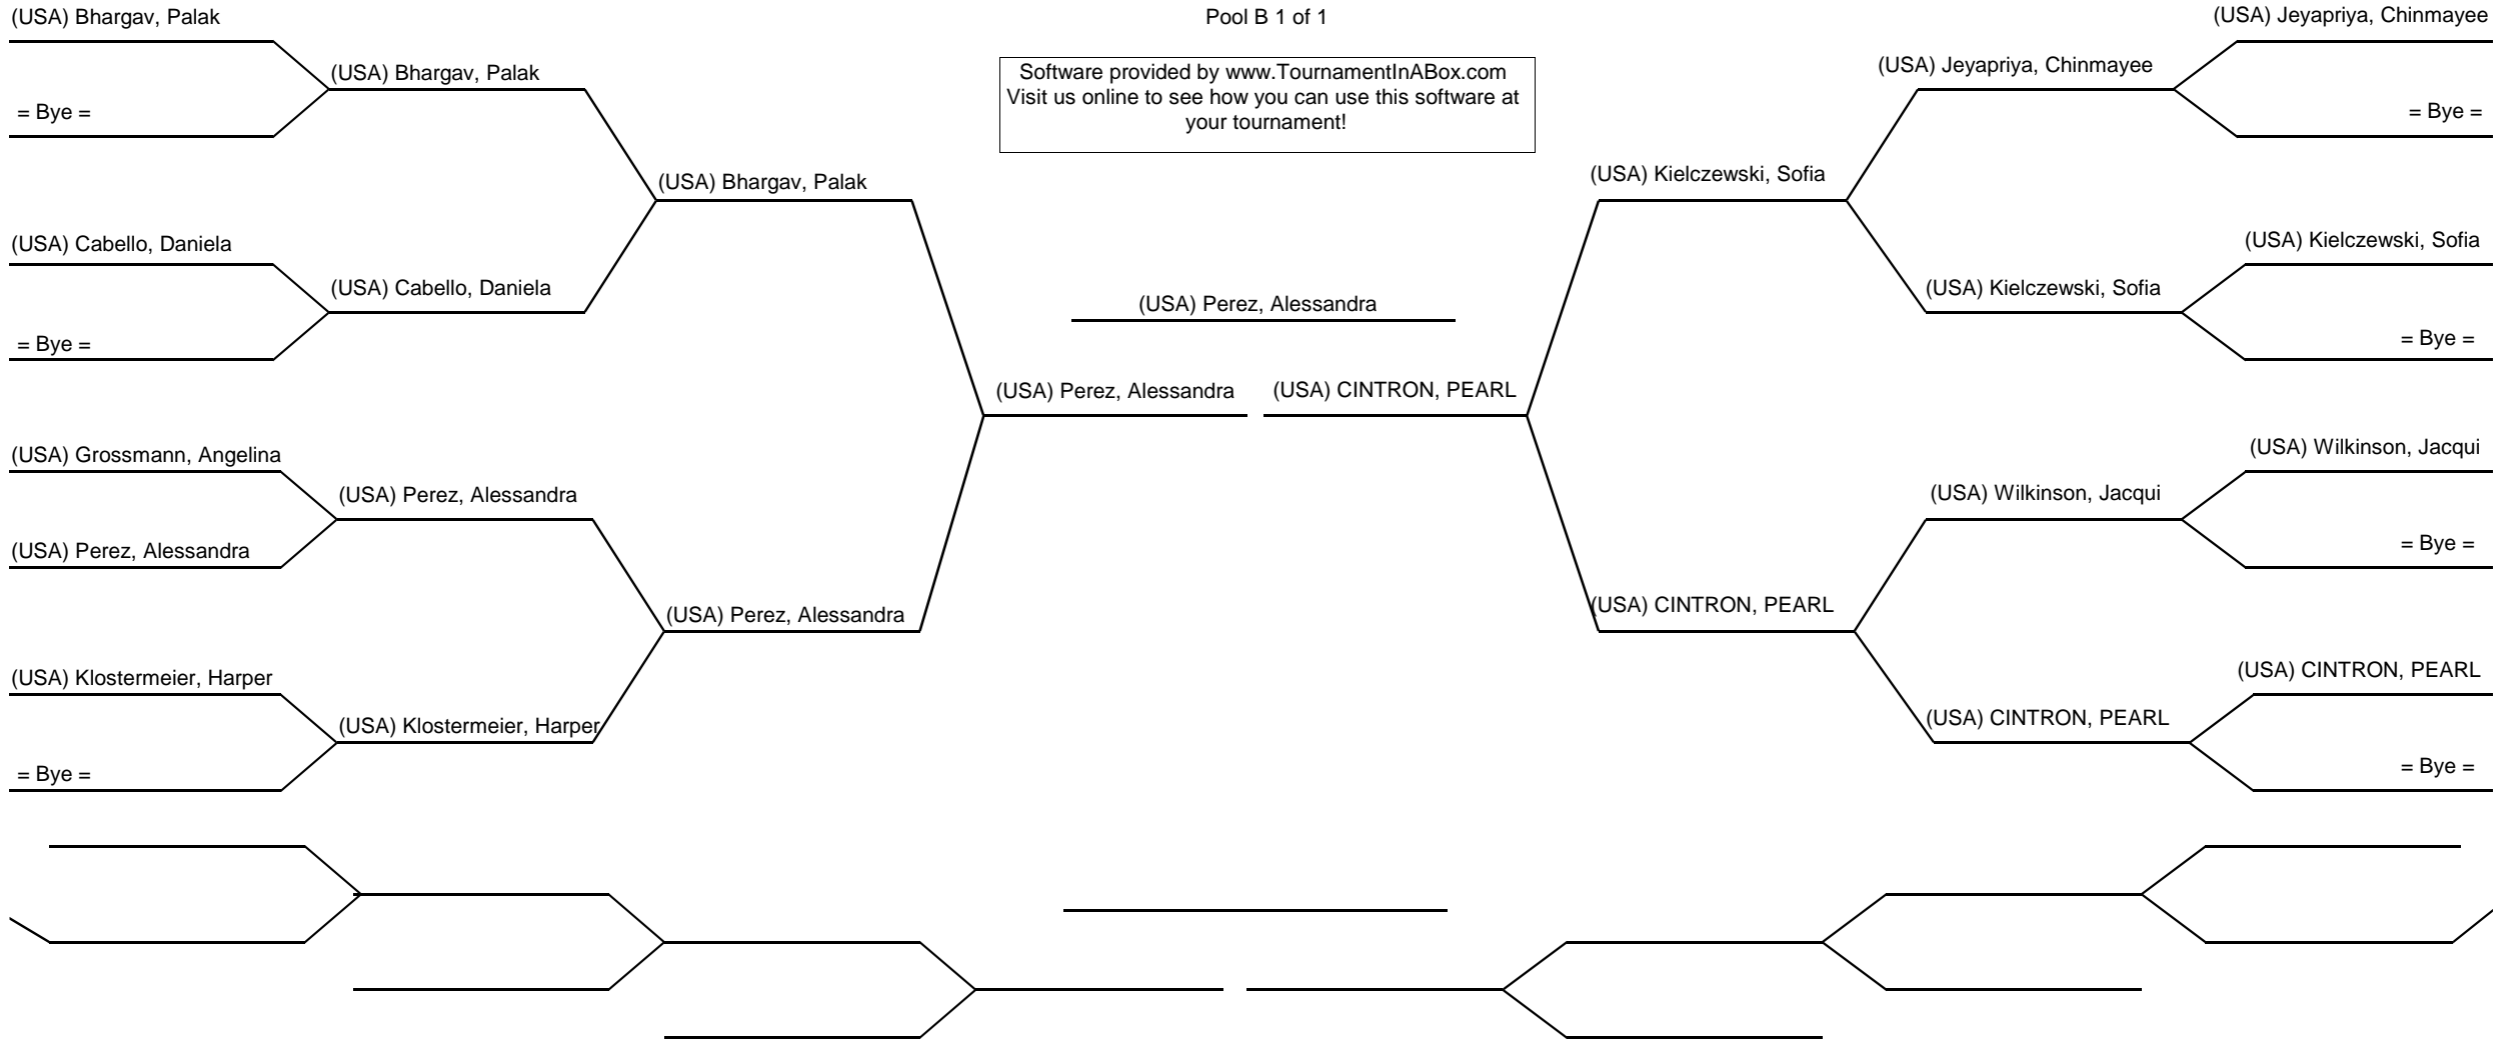 (USA) Bhargav, Palak
Pool B 1 of 1
(USA) Jeyapriya, Chinmayee
(USA) Bhargav, Palak
Software provided by www.TournamentInABox.com
Visit us online to see how you can use this software at
your tournament!
(USA) Jeyapriya, Chinmayee
= Bye =
= Bye =
(USA) Bhargav, Palak
(USA) Kielczewski, Sofia
(USA) Cabello, Daniela
(USA) Kielczewski, Sofia
(USA) Cabello, Daniela
(USA) Perez, Alessandra
(USA) Kielczewski, Sofia
= Bye =
= Bye =
(USA) Perez, Alessandra
(USA) CINTRON, PEARL
(USA) Grossmann, Angelina
(USA) Wilkinson, Jacqui
(USA) Perez, Alessandra
(USA) Wilkinson, Jacqui
(USA) Perez, Alessandra
= Bye =
(USA) Perez, Alessandra
(USA) CINTRON, PEARL
(USA) Klostermeier, Harper
(USA) CINTRON, PEARL
(USA) Klostermeier, Harper
(USA) CINTRON, PEARL
= Bye =
= Bye =